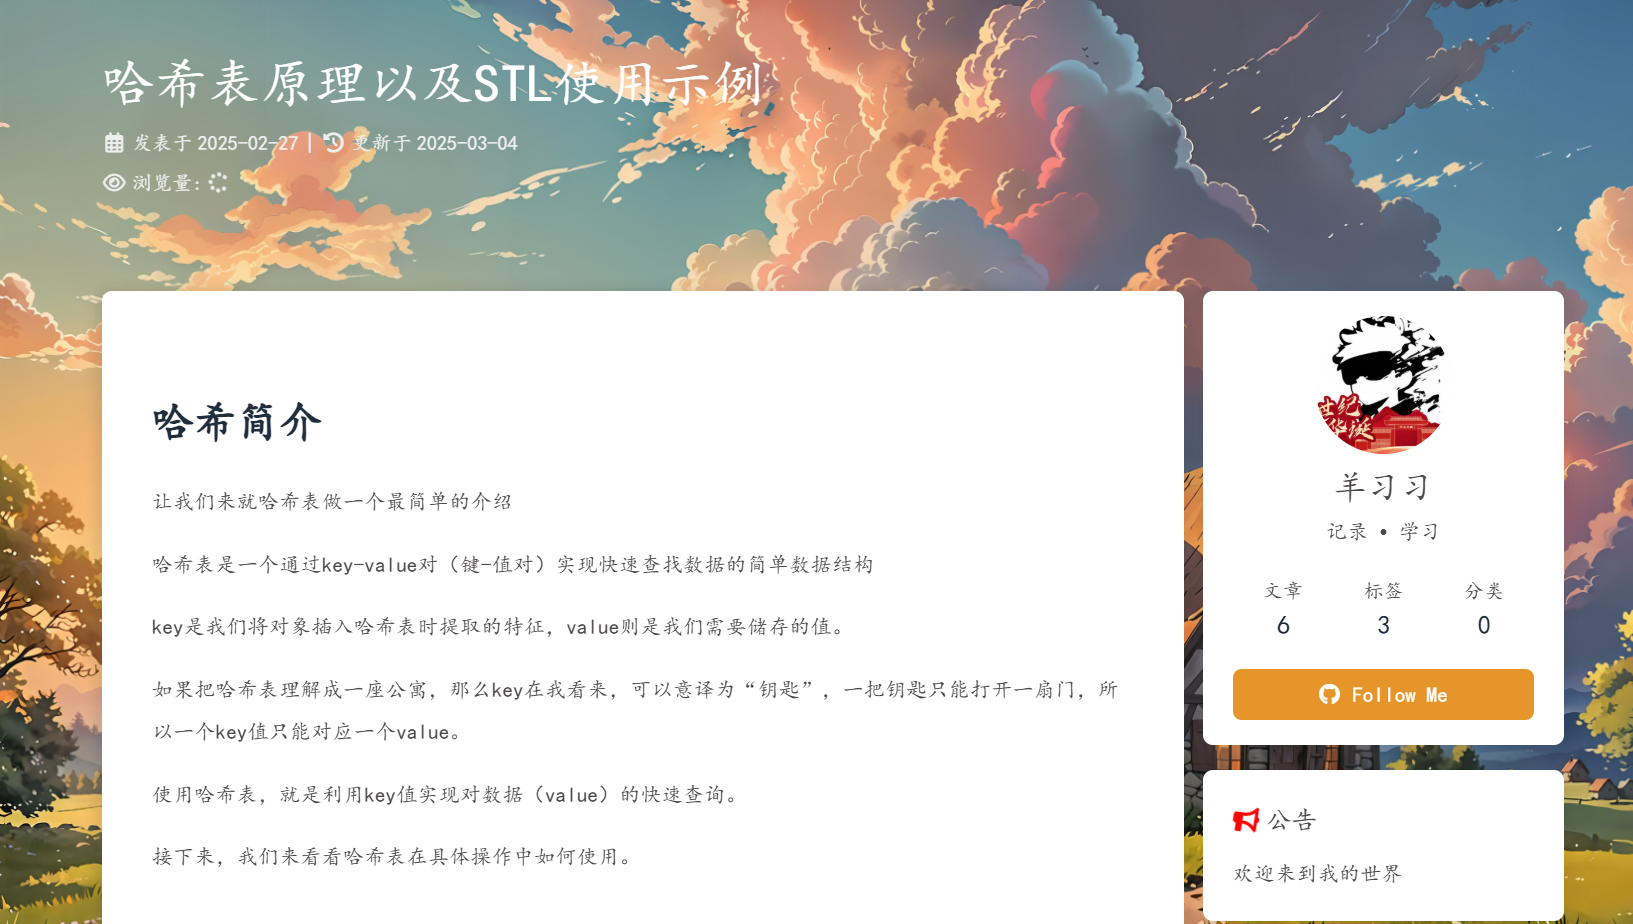 哈希表原理以及STL使用示例
发表于 2025-02-27 | 更新于 2025-03-04
浏览量:
哈希简介
让我们来就哈希表做一个最简单的介绍
哈希表是一个通过key-value对（键-值对）实现快速查找数据的简单数据结构
key是我们将对象插入哈希表时提取的特征，value则是我们需要储存的值。
如果把哈希表理解成一座公寓，那么key在我看来，可以意译为“钥匙”，一把钥匙只能打开一扇门，所
以一个key值只能对应一个value。
使用哈希表，就是利用key值实现对数据（value）的快速查询。
接下来，我们来看看哈希表在具体操作中如何使用。
世纪
华诞
羊习习
记录 • 学习
文章 标签 分类
6 3 0
Follow Me
公告
欢迎来到我的世界